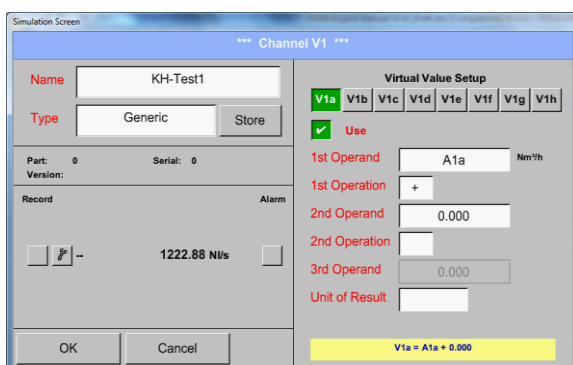 Simulation Screen
*** Channel V1 ***
Name KH-Test1
Type Generic Store
Part: 0 Serial: 0
Version:
Record Alarm
-- 1222.88 Nl/s
OK Cancel
Virtual Value Setup
V1a V1b V1c V1d V1e V1f V1g V1h
Use
1st Operand A1a Nm³/h
1st Operation +
2nd Operand 0.000
2nd Operation
3rd Operand 0.000
Unit of Result
V1a = A1a + 0.000